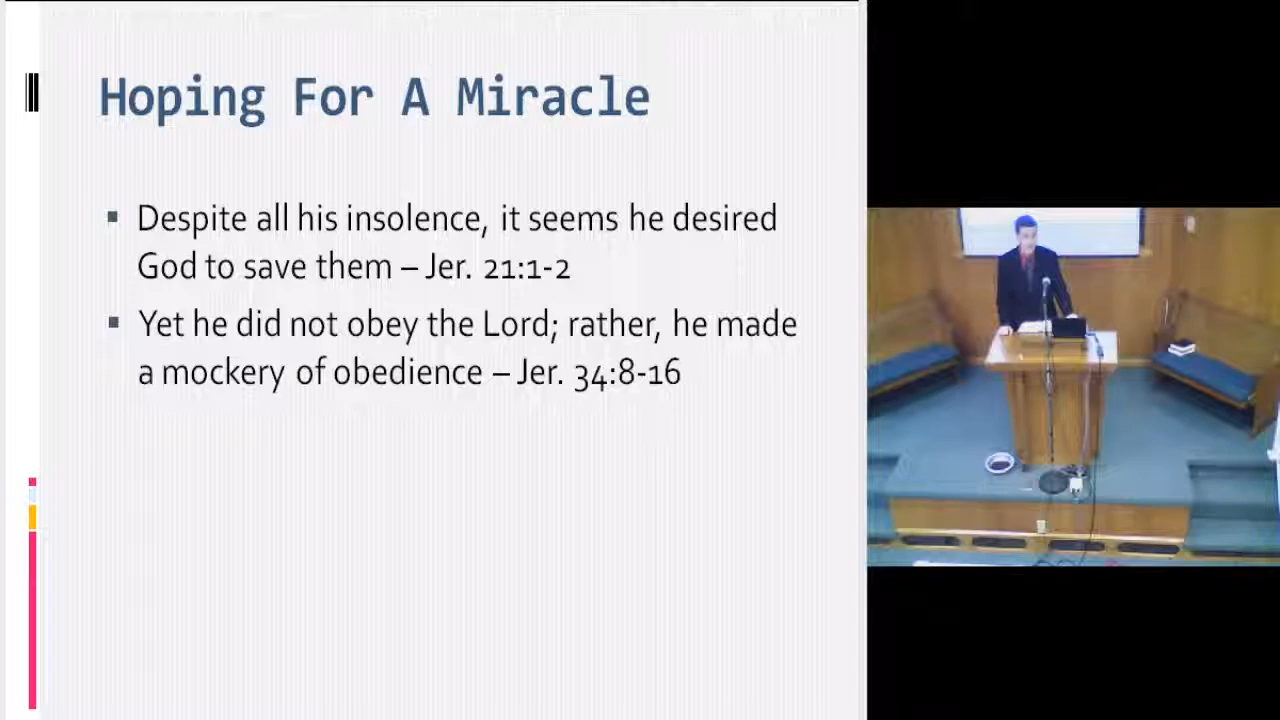 Hoping For A Miracle
Despite all his insolence, it seems he desired
God to save them – Jer. 21:1-2
Yet he did not obey the Lord; rather, he made
a mockery of obedience – Jer. 34:8-16